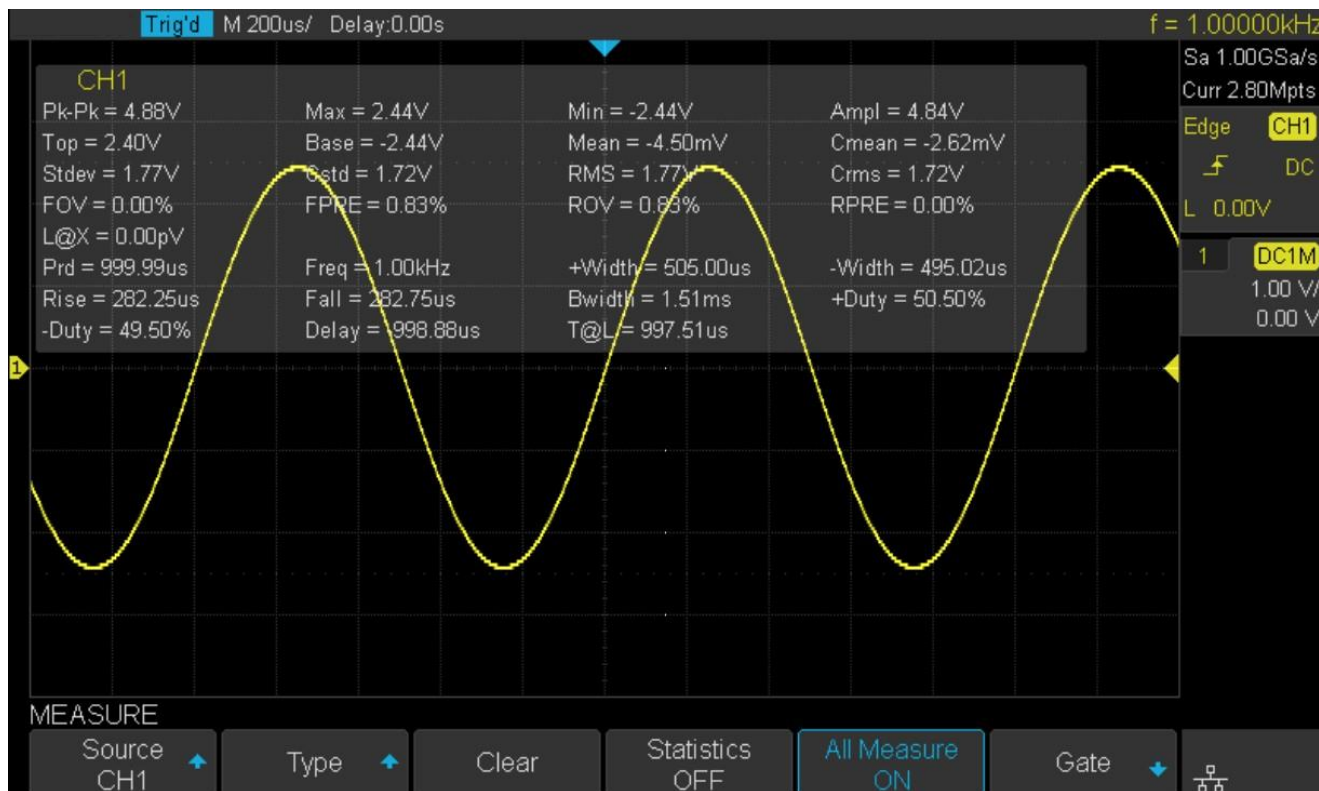 Trig'd M 200us/ Delay:0.00s f = 1.00000kHz
Sa 1.00GSa/s
Curr 2.80Mpts
CH1
Pk-Pk = 4.88V Max = 2.44V Min = -2.44V Ampl = 4.84V
Top = 2.40V Base = -2.44V Mean = -4.50mV Cmean = -2.62mV
Stdev = 1.77V Cstd = 1.72V RMS = 1.77V Crms = 1.72V
FOV = 0.00% FPRE = 0.83% ROV = 0.83% RPRE = 0.00%
L@X = 0.00pV
Prd = 999.99us Freq = 1.00kHz +Width = 505.00us -Width = 495.02us
Rise = 282.25us Fall = 282.75us Bwidth = 1.51ms +Duty = 50.50%
-Duty = 49.50% Delay = 998.88us T@L = 997.51us
Edge CH1
DC
L 0.00V
1 DC1M
1.00 V/
0.00 V
1
MEASURE
Source
CH1
Type
Clear
Statistics
OFF
All Measure
ON
Gate